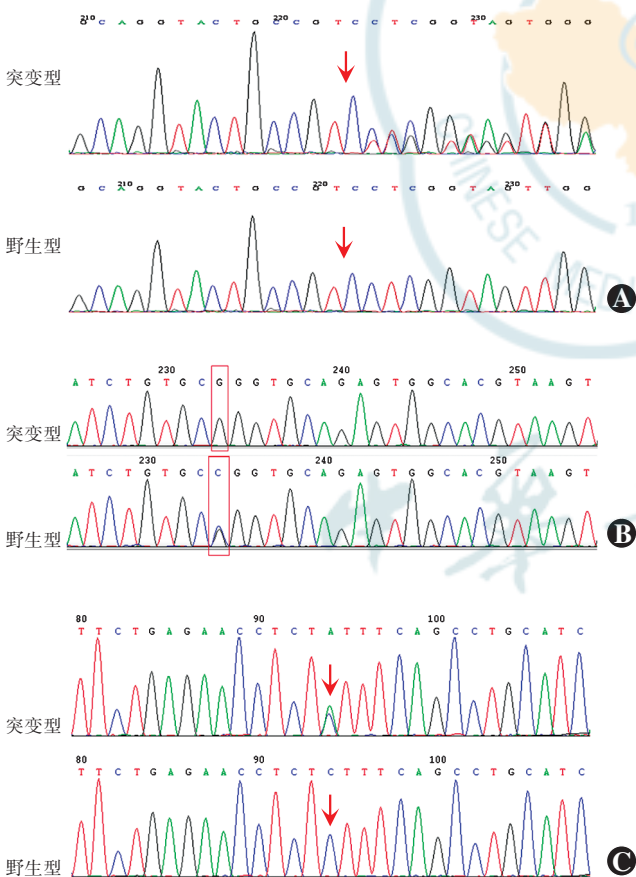 210 220 230
G C A G G T A C T G C C G T C C T C G G T A G T G G G
突变型
210 220 230
G C A G G T A C T G C C G T C C T C G G T A G T T G G
野生型
A
230 240 250
A T C T G T G C G G G T G C A G A G T G G C A C G T A A G T
突变型
230 240 250
A T C T G T G C C G G T G C A G A G T G G C A C G T A A G T
野生型
B
80 90 100
T T C T G A G A A C C T C T A T T T C A G C C T G C A T C
突变型
80 90 100
T T C T G A G A A C C T C T C T T T C A G C C T G C A T C
野生型
C
CHINESE